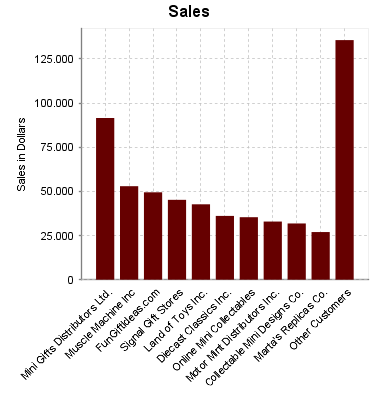 Sales
Sales in Dollars
125.000
100.000
75.000
50.000
25.000
0
Mini Gifts Distributors Ltd.
Muscle Machine Inc
FunGiftIdeas.com
Signal Gift Stores
Land of Toys Inc.
Diecast Classics Inc.
Online Mini Collectables
Motor Mint Distributors Inc.
Collectable Mini Designs Co.
Marta's Replicas Co.
Other Customers